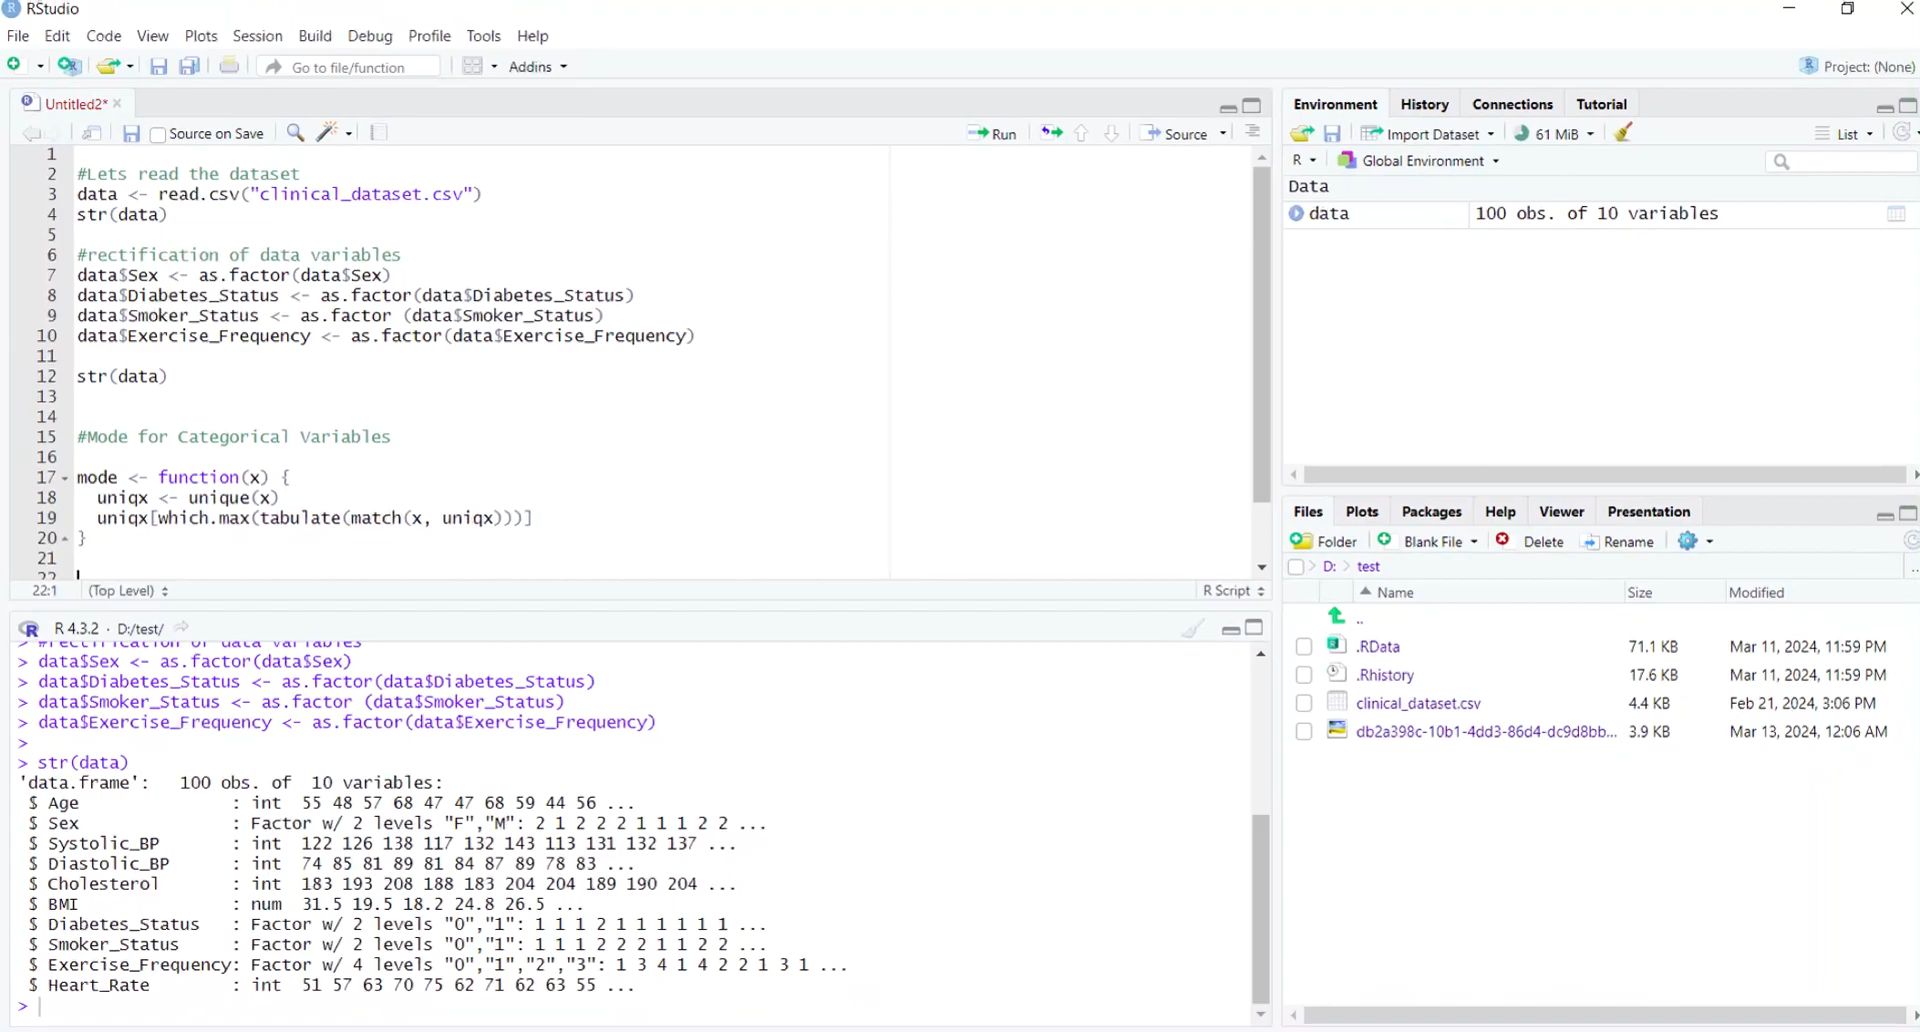 RStudio
File Edit Code View Plots Session Build Debug Profile Tools Help
Go to file/function Addins Project: (None)
Untitled2*
Source on Save Run Source
1
2 #Lets read the dataset
3 data <- read.csv("clinical_dataset.csv")
4 str(data)
5
6 #rectification of data variables
7 data$Sex <- as.factor(data$Sex)
8 data$Diabetes_Status <- as.factor(data$Diabetes_Status)
9 data$Smoker_Status <- as.factor (data$Smoker_Status)
10 data$Exercise_Frequency <- as.factor(data$Exercise_Frequency)
11
12 str(data)
13
14
15 #Mode for Categorical Variables
16
17 mode <- function(x) {
18 uniqx <- unique(x)
19 uniqx[which.max(tabulate(match(x, uniqx)))]
20 }
21
22
22:1 (Top Level) R Script
R 4.3.2 · D:/test/
> #rectification of data variables
> data$Sex <- as.factor(data$Sex)
> data$Diabetes_Status <- as.factor(data$Diabetes_Status)
> data$Smoker_Status <- as.factor (data$Smoker_Status)
> data$Exercise_Frequency <- as.factor(data$Exercise_Frequency)
>
> str(data)
'data.frame': 100 obs. of 10 variables:
$ Age : int 55 48 57 68 47 47 68 59 44 56 ...
$ Sex : Factor w/ 2 levels "F","M": 2 1 2 2 2 1 1 1 2 2 ...
$ Systolic_BP : int 122 126 138 117 132 143 113 131 132 137 ...
$ Diastolic_BP : int 74 85 81 89 81 84 87 89 78 83 ...
$ Cholesterol : int 183 193 208 188 183 204 204 189 190 204 ...
$ BMI : num 31.5 19.5 18.2 24.8 26.5 ...
$ Diabetes_Status : Factor w/ 2 levels "0","1": 1 1 1 2 1 1 1 1 1 1 ...
$ Smoker_Status : Factor w/ 2 levels "0","1": 1 1 1 2 2 2 1 1 2 2 ...
$ Exercise_Frequency: Factor w/ 4 levels "0","1","2","3": 1 3 4 1 4 2 2 1 3 1 ...
$ Heart_Rate : int 51 57 63 70 75 62 71 62 63 55 ...
>
Environment History Connections Tutorial
Import Dataset 61 MiB List
R Global Environment
Data
data 100 obs. of 10 variables
Files Plots Packages Help Viewer Presentation
Folder Blank File Delete Rename
D: test ..
Name Size Modified
..
.RData 71.1 KB Mar 11, 2024, 11:59 PM
.Rhistory 17.6 KB Mar 11, 2024, 11:59 PM
clinical_dataset.csv 4.4 KB Feb 21, 2024, 3:06 PM
db2a398c-10b1-4dd3-86d4-dc9d8bb... 3.9 KB Mar 13, 2024, 12:06 AM